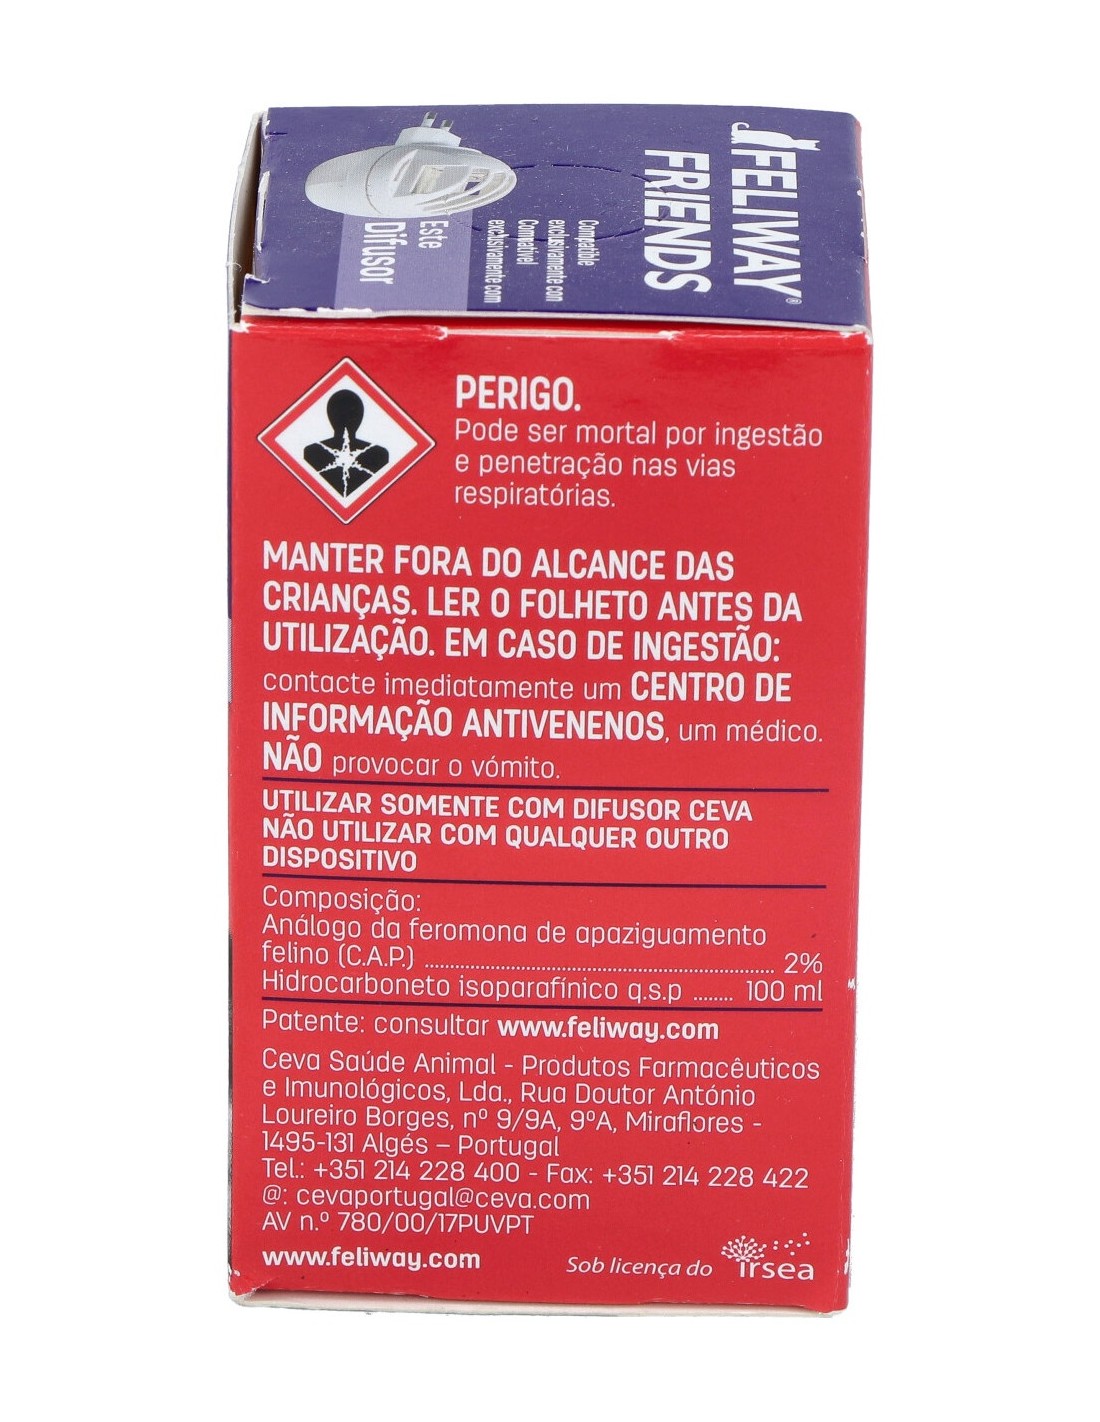 FELIWAY®
FRIENDS
Compatible
exclusivamente con
Compatível
exclusivamente com
Este
Difusor
PERIGO.
Pode ser mortal por ingestão
e penetração nas vias
respiratórias.
MANTER FORA DO ALCANCE DAS
CRIANÇAS. LER O FOLHETO ANTES DA
UTILIZAÇÃO. EM CASO DE INGESTÃO:
contacte imediatamente um CENTRO DE
INFORMAÇÃO ANTIVENENOS, um médico.
NÃO provocar o vómito.
UTILIZAR SOMENTE COM DIFUSOR CEVA
NÃO UTILIZAR COM QUALQUER OUTRO
DISPOSITIVO
Composição:
Análogo da feromona de apaziguamento
felino (C.A.P.) ........................................................................ 2%
Hidrocarboneto isoparafínico q.s.p ........ 100 ml
Patente: consultar www.feliway.com
Ceva Saúde Animal - Produtos Farmacêuticos
e Imunológicos, Lda., Rua Doutor António
Loureiro Borges, nº 9/9A, 9ºA, Miraflores -
1495-131 Algés – Portugal
Tel.: +351 214 228 400 - Fax: +351 214 228 422
@: cevaportugal@ceva.com
AV n.º 780/00/17PUVPT
www.feliway.com
Sob licença do irsea